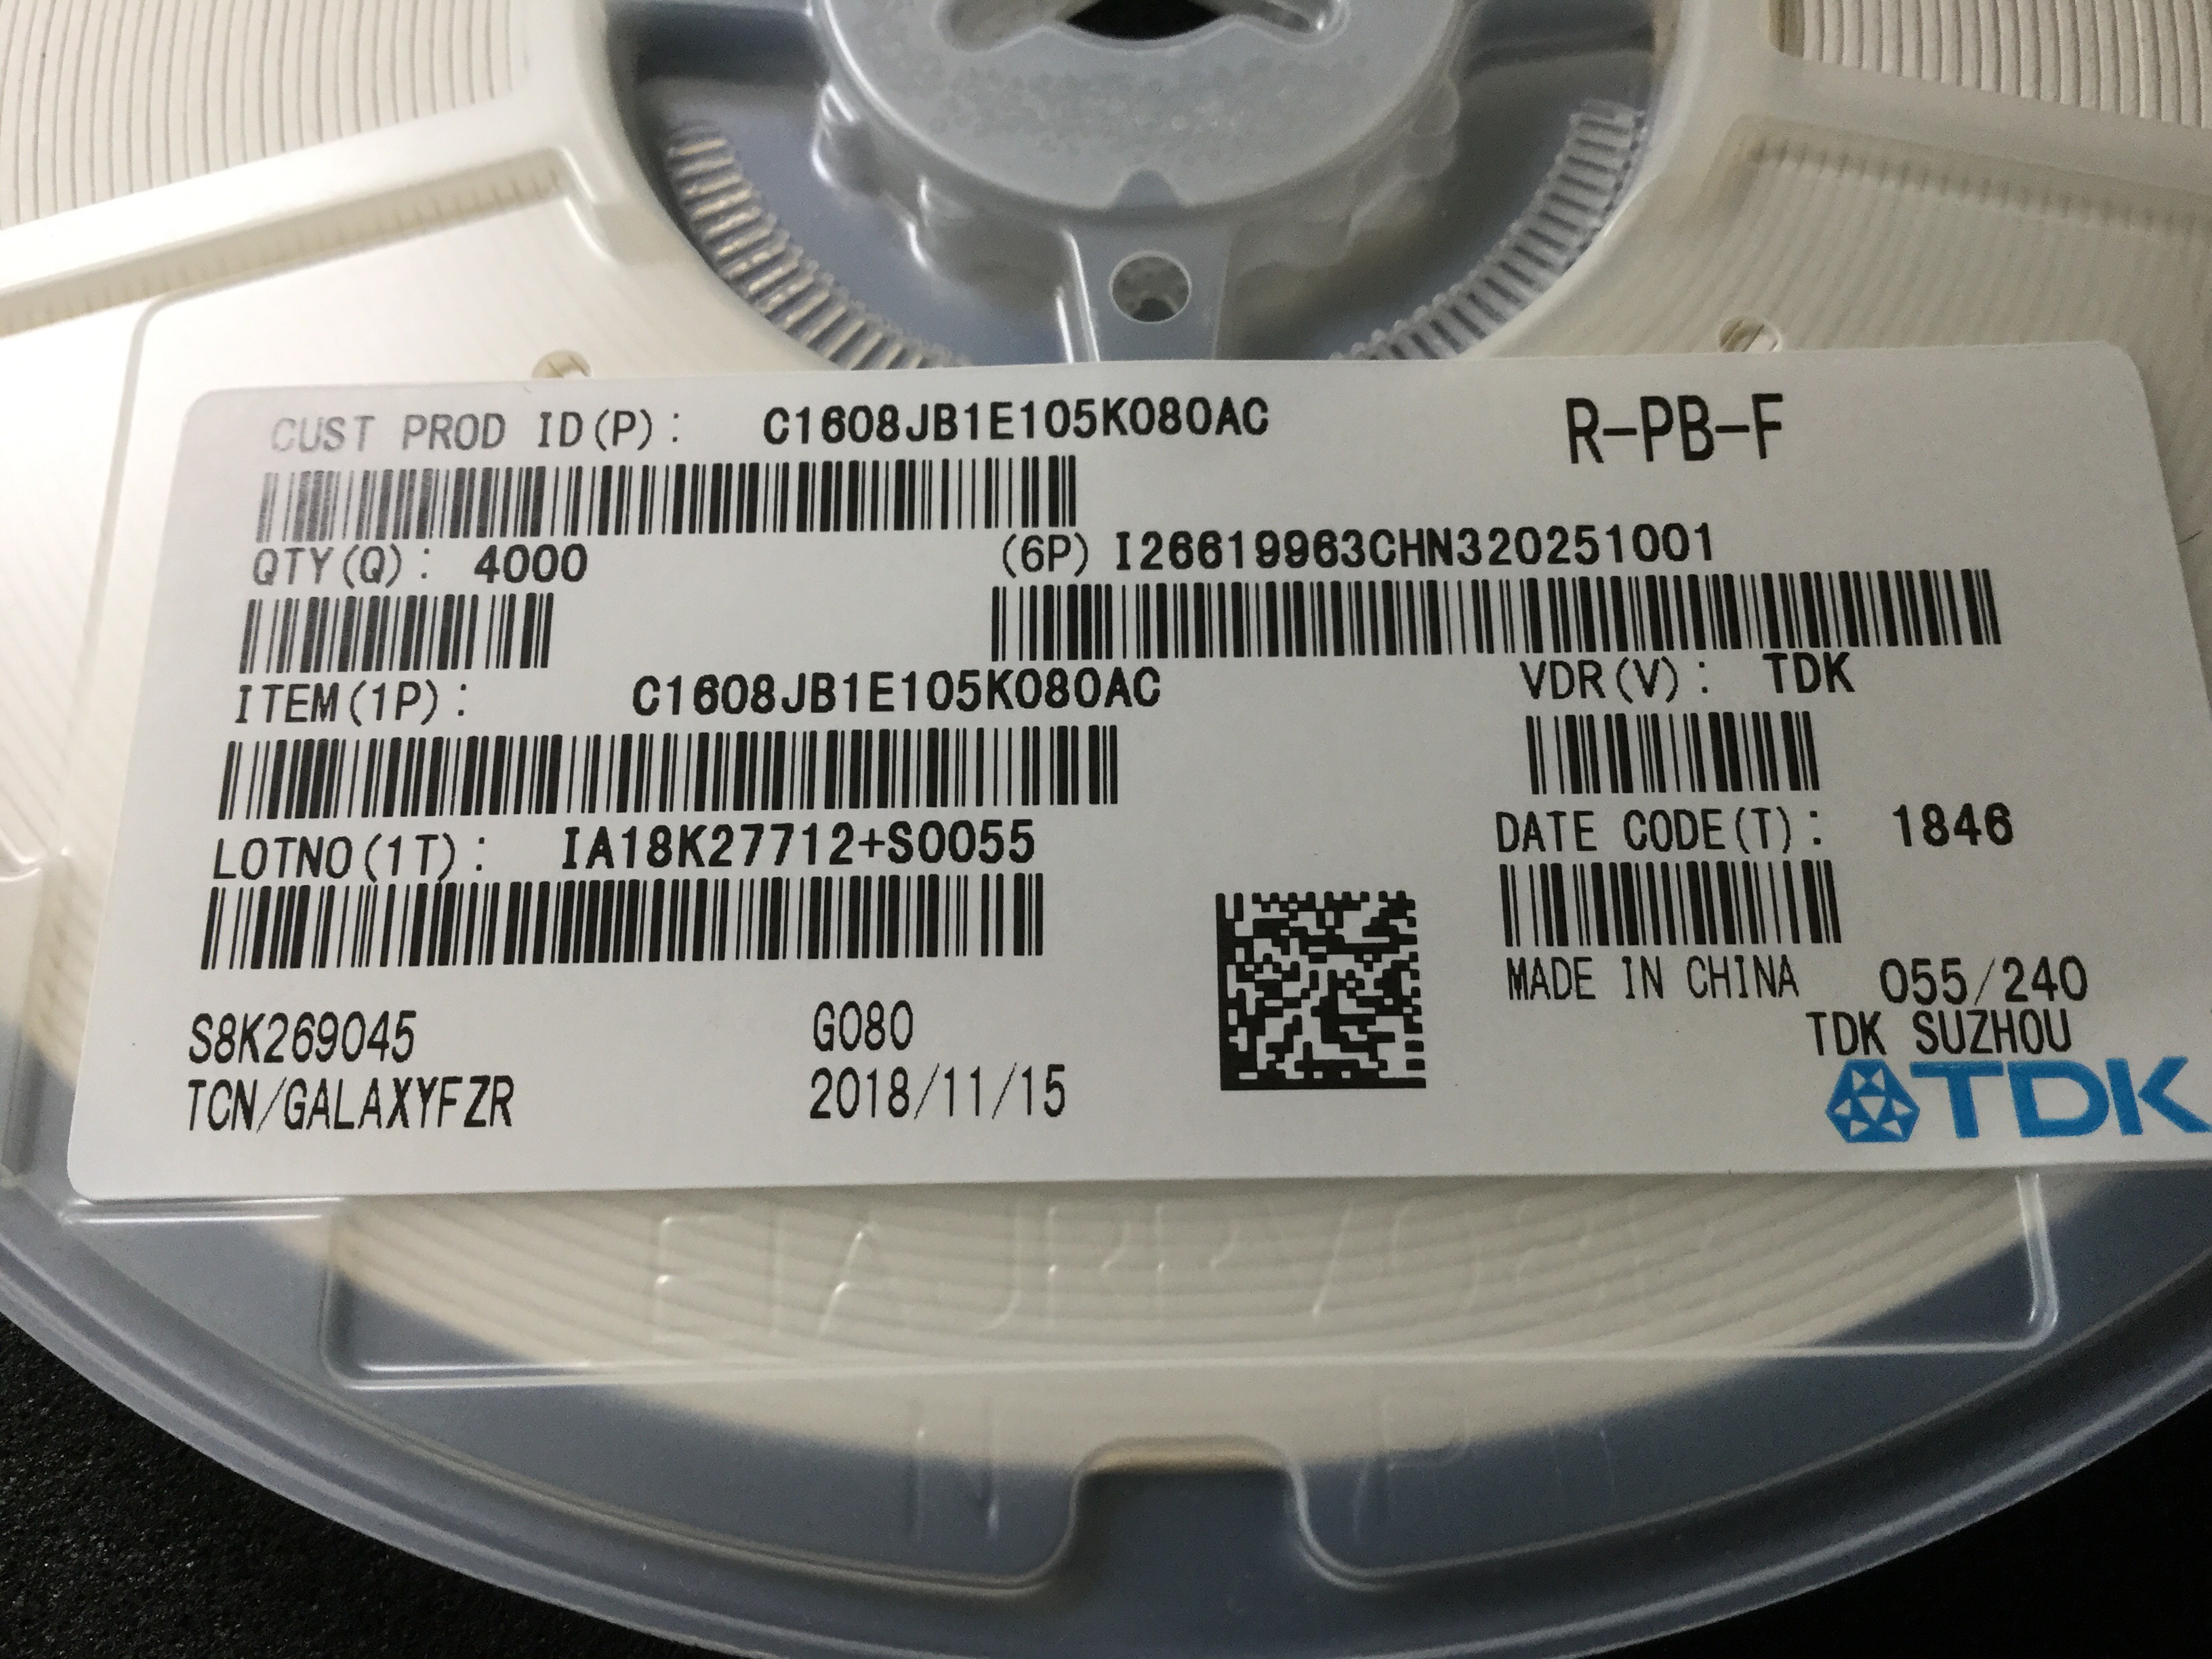 CUST PROD ID(P): C1608JB1E105K080AC
R-PB-F
QTY(Q): 4000
(6P) I26619963CHN320251001
ITEM(1P): C1608JB1E105K080AC
VDR(V): TDK
LOTNO(1T): IA18K27712+S0055
DATE CODE(T): 1846
MADE IN CHINA 055/240
TDK SUZHOU
S8K269045 G080
TCN/GALAXYFZR 2018/11/15
TDK